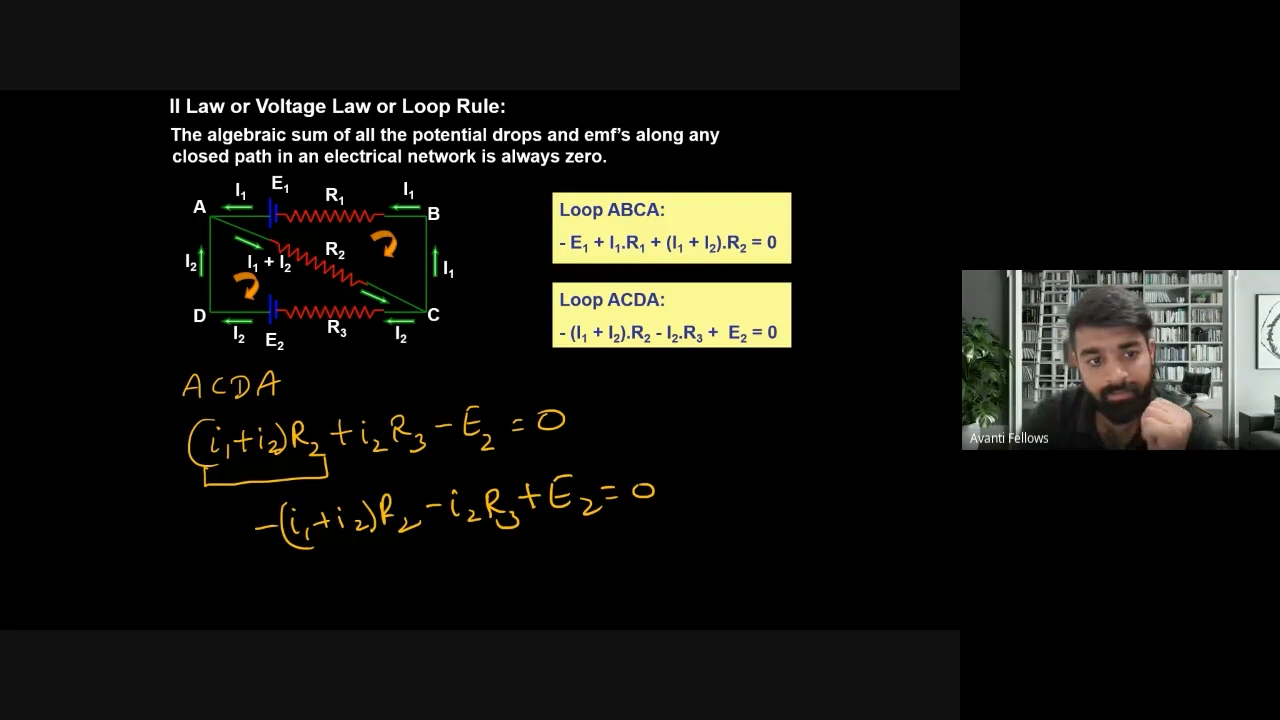 II Law or Voltage Law or Loop Rule:
The algebraic sum of all the potential drops and emf's along any
closed path in an electrical network is always zero.
E₁
I₁
R₁
I₁
A
B
R₂
I₂
I₁ + I₂
I₁
D
C
I₂
E₂
R₃
I₂
Loop ABCA:
- E₁ + I₁.R₁ + (I₁ + I₂).R₂ = 0
Loop ACDA:
- (I₁ + I₂).R₂ - I₂.R₃ + E₂ = 0
ACDA
(i₁+i₂)R₂ + i₂R₃ - E₂ = 0
-(i₁+i₂)R₂ - i₂R₃ + E₂ = 0
Avanti Fellows